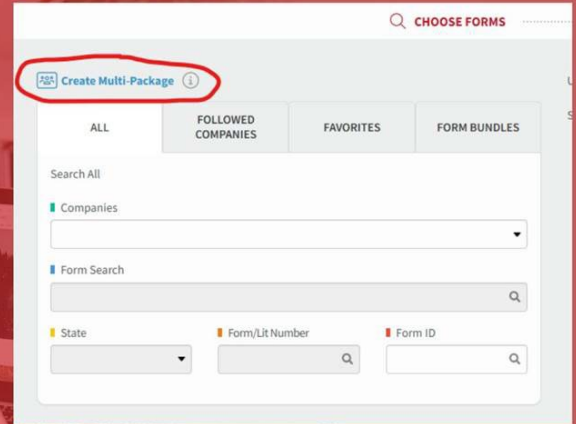 CHOOSE FORMS
Create Multi-Package
ALL
FOLLOWED
COMPANIES
FAVORITES
FORM BUNDLES
Search All
Companies
Form Search
State
Form/Lit Number
Form ID